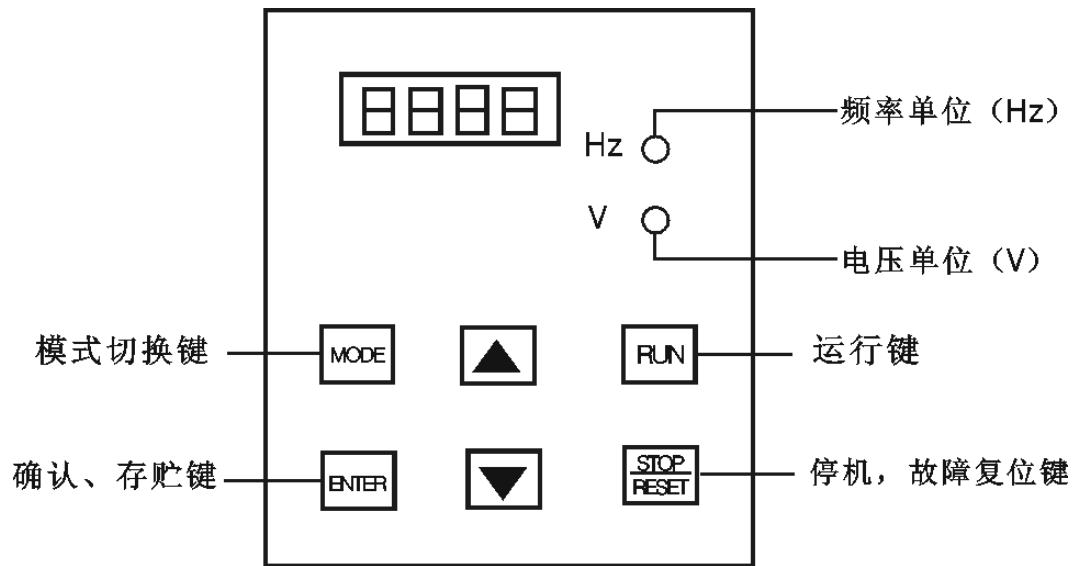 8888
频率单位（Hz）
Hz
V
电压单位（V）
模式切换键
MODE
RUN
运行键
确认、存贮键
ENTER
STOP
RESET
停机，故障复位键